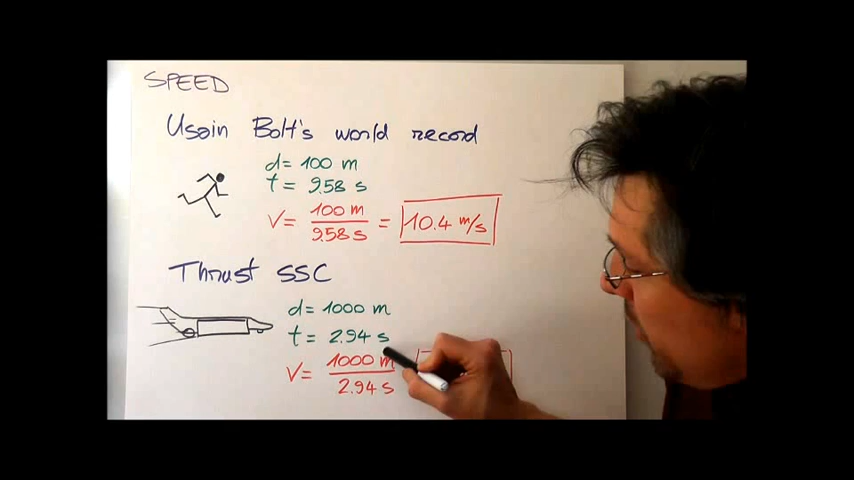 SPEED
Usain Bolt's world record
d= 100 m
t = 9.58 s
V= 100 m / 9.58 s = 10.4 m/s
Thrust SSC
d= 1000 m
t = 2.94 s
V= 1000 m / 2.94 s